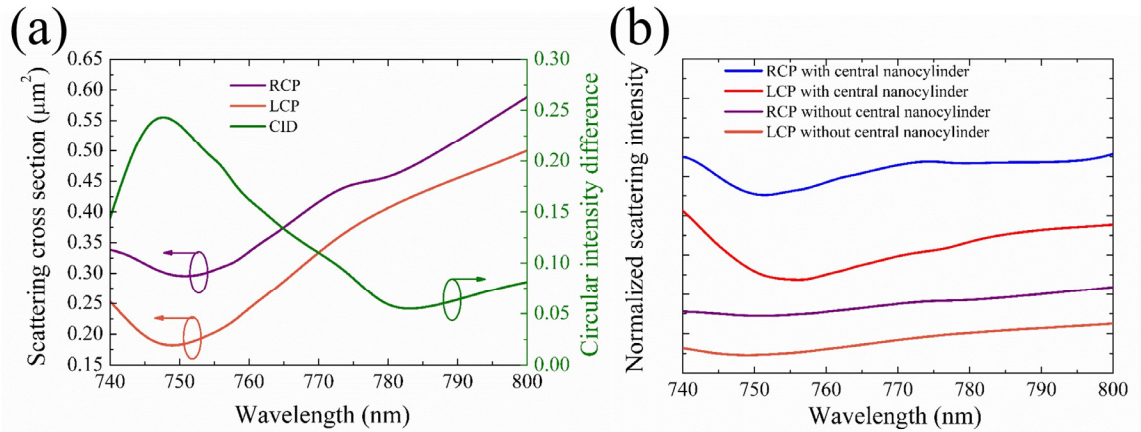 (a)
Scattering cross section (μm²)
0.65
0.60
0.55
0.50
0.45
0.40
0.35
0.30
0.25
0.20
0.15
RCP
LCP
CID
0.30
0.25
0.20
0.15
0.10
0.05
0.00
Circular intensity difference
740 750 760 770 780 790 800
Wavelength (nm)
(b)
Normalized scattering intensity
RCP with central nanocylinder
LCP with central nanocylinder
RCP without central nanocylinder
LCP without central nanocylinder
740 750 760 770 780 790 800
Wavelength (nm)